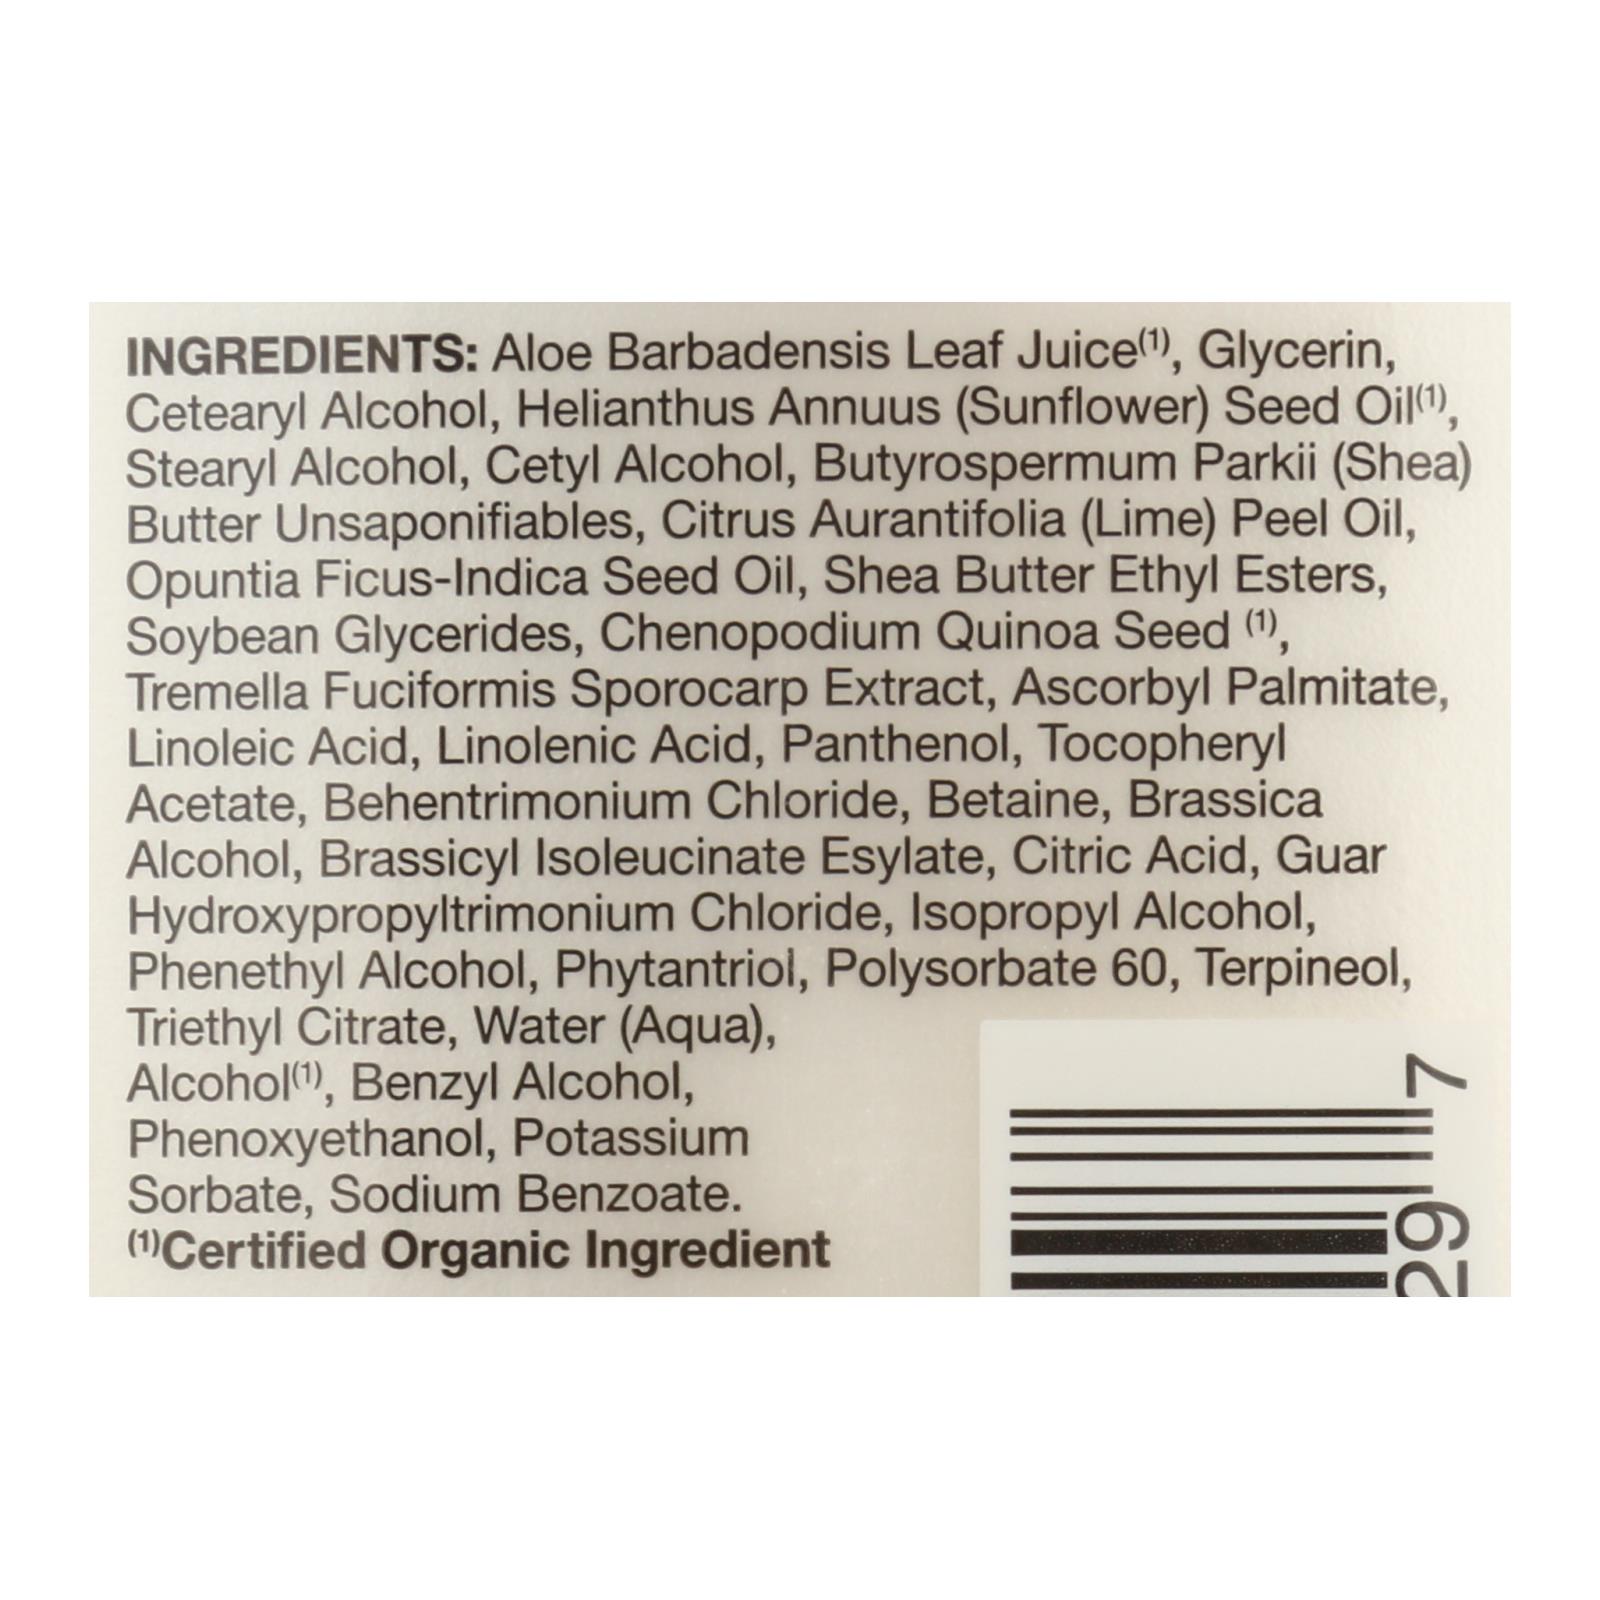 INGREDIENTS: Aloe Barbadensis Leaf Juice(1), Glycerin,
Cetearyl Alcohol, Helianthus Annuus (Sunflower) Seed Oil(1),
Stearyl Alcohol, Cetyl Alcohol, Butyrospermum Parkii (Shea)
Butter Unsaponifiables, Citrus Aurantifolia (Lime) Peel Oil,
Opuntia Ficus-Indica Seed Oil, Shea Butter Ethyl Esters,
Soybean Glycerides, Chenopodium Quinoa Seed (1),
Tremella Fuciformis Sporocarp Extract, Ascorbyl Palmitate,
Linoleic Acid, Linolenic Acid, Panthenol, Tocopheryl
Acetate, Behentrimonium Chloride, Betaine, Brassica
Alcohol, Brassicyl Isoleucinate Esylate, Citric Acid, Guar
Hydroxypropyltrimonium Chloride, Isopropyl Alcohol,
Phenethyl Alcohol, Phytantriol, Polysorbate 60, Terpineol,
Triethyl Citrate, Water (Aqua),
Alcohol(1), Benzyl Alcohol,
Phenoxyethanol, Potassium
Sorbate, Sodium Benzoate.
(1)Certified Organic Ingredient
29 7